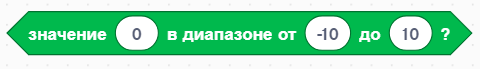 значение 0 в диапазоне от -10 до 10 ?